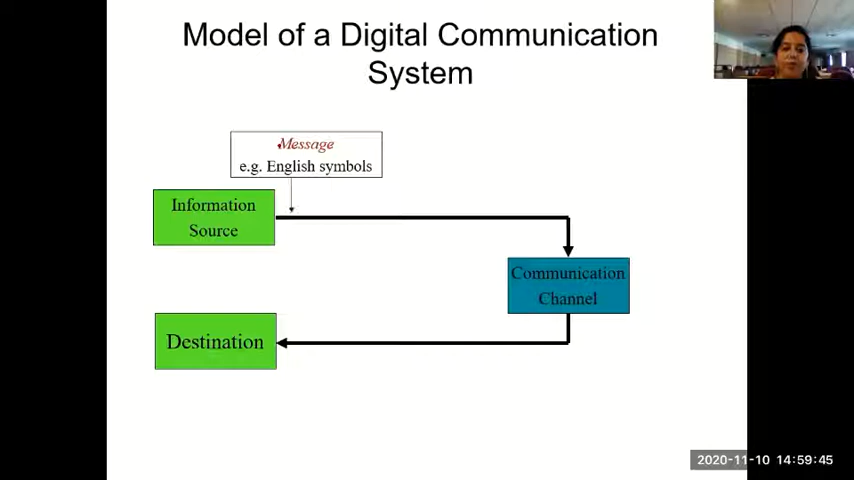 Model of a Digital Communication
System
Message
e.g. English symbols
Information
Source
Communication
Channel
Destination
2020-11-10 14:59:45